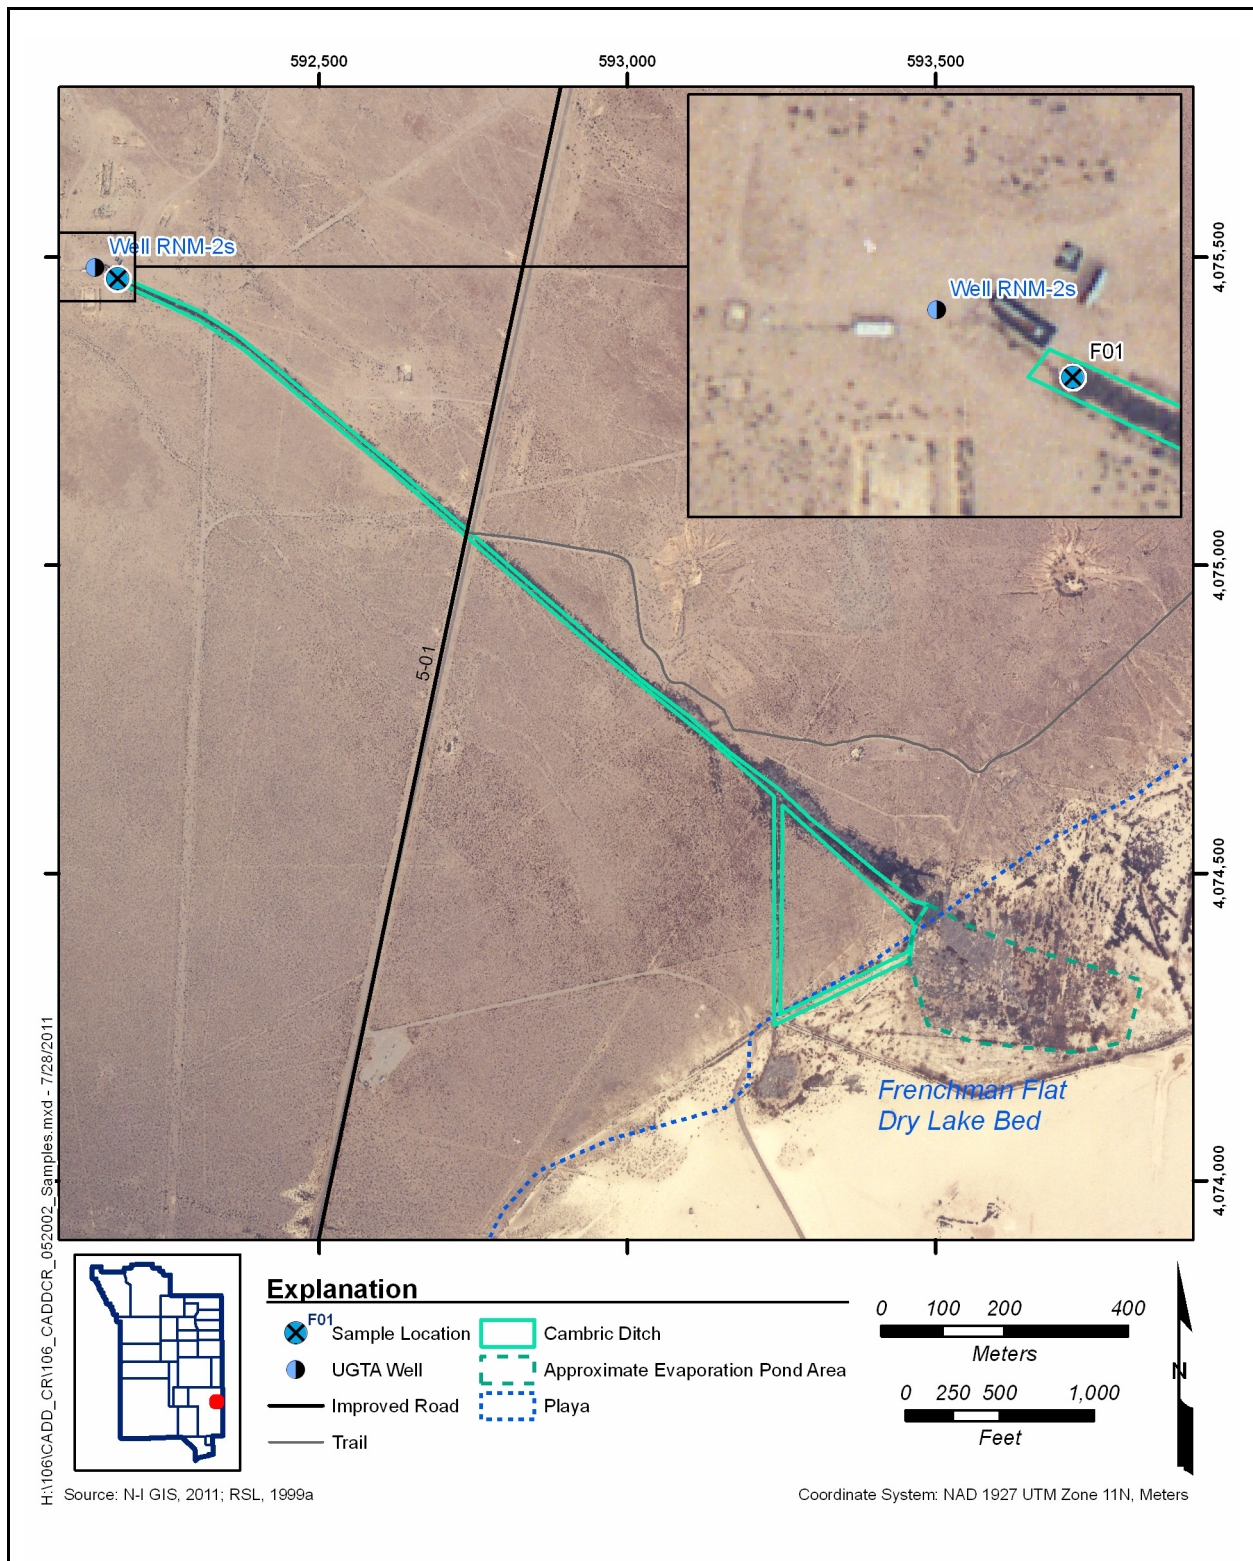 592,500
593,000
593,500
Well RNM-2s
Well RNM-2s
F01
4,075,500
4,075,000
5-01
4,074,500
Frenchman Flat
Dry Lake Bed
4,074,000
H:\106\CADD_CR\106_CADDCR_052002_Samples.mxd - 7/28/2011
Explanation
F01
Sample Location
Cambric Ditch
UGTA Well
Approximate Evaporation Pond Area
Improved Road
Playa
Trail
0 100 200 400
Meters
0 250 500 1,000
Feet
N
Source: N-I GIS, 2011; RSL, 1999a
Coordinate System: NAD 1927 UTM Zone 11N, Meters